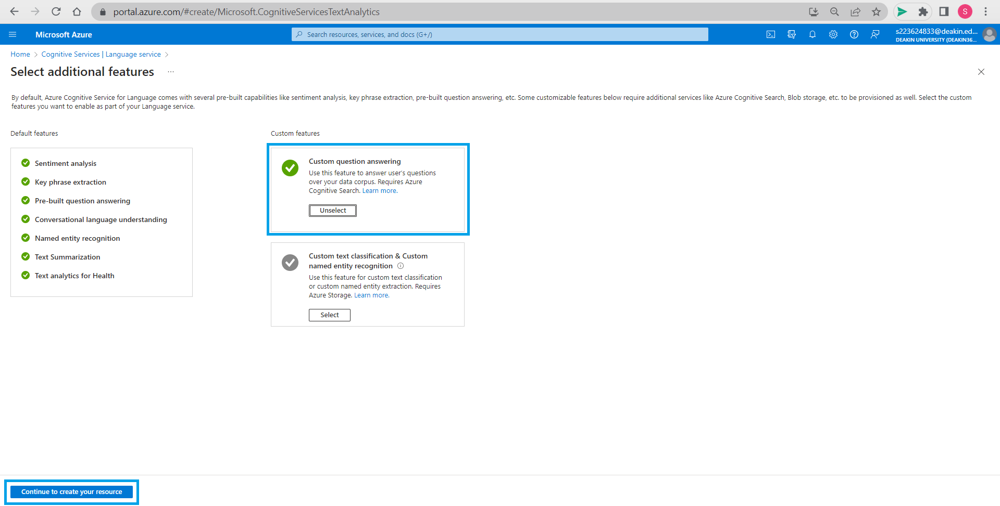 portal.azure.com/#create/Microsoft.CognitiveServicesTextAnalytics
S
Microsoft Azure
Search resources, services, and docs (G+/)
s223624833@deakin.ed...
DEAKIN UNIVERSITY (DEAKIN36...
Home > Cognitive Services | Language service >
Select additional features ...
By default, Azure Cognitive Service for Language comes with several pre-built capabilities like sentiment analysis, key phrase extraction, pre-built question answering, etc. Some customizable features below require additional services like Azure Cognitive Search, Blob storage, etc. to be provisioned as well. Select the custom
features you want to enable as part of your Language service.
Default features
Sentiment analysis
Key phrase extraction
Pre-built question answering
Conversational language understanding
Named entity recognition
Text Summarization
Text analytics for Health
Custom features
Custom question answering
Use this feature to answer user's questions
over your data corpus. Requires Azure
Cognitive Search. Learn more.
Unselect
Custom text classification & Custom
named entity recognition
Use this feature for custom text classification
or custom named entity extraction. Requires
Azure Storage. Learn more.
Select
Continue to create your resource